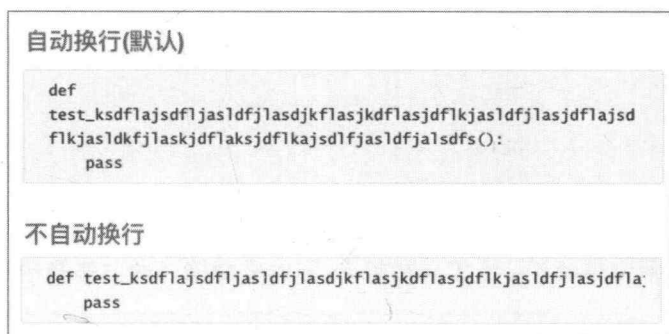 自动换行(默认)
def
test_ksdflajsdfljasldfjlasdjkflasjkdflasjdflkjasldfjlasjdflajsd
flkjasldkfjlaskjdflaksjdflkajsdlfjasldfjalsdfs():
    pass
不自动换行
def test_ksdflajsdfljasldfjlasdjkflasjkdflasjdflkjasldfjlasjdfla
    pass